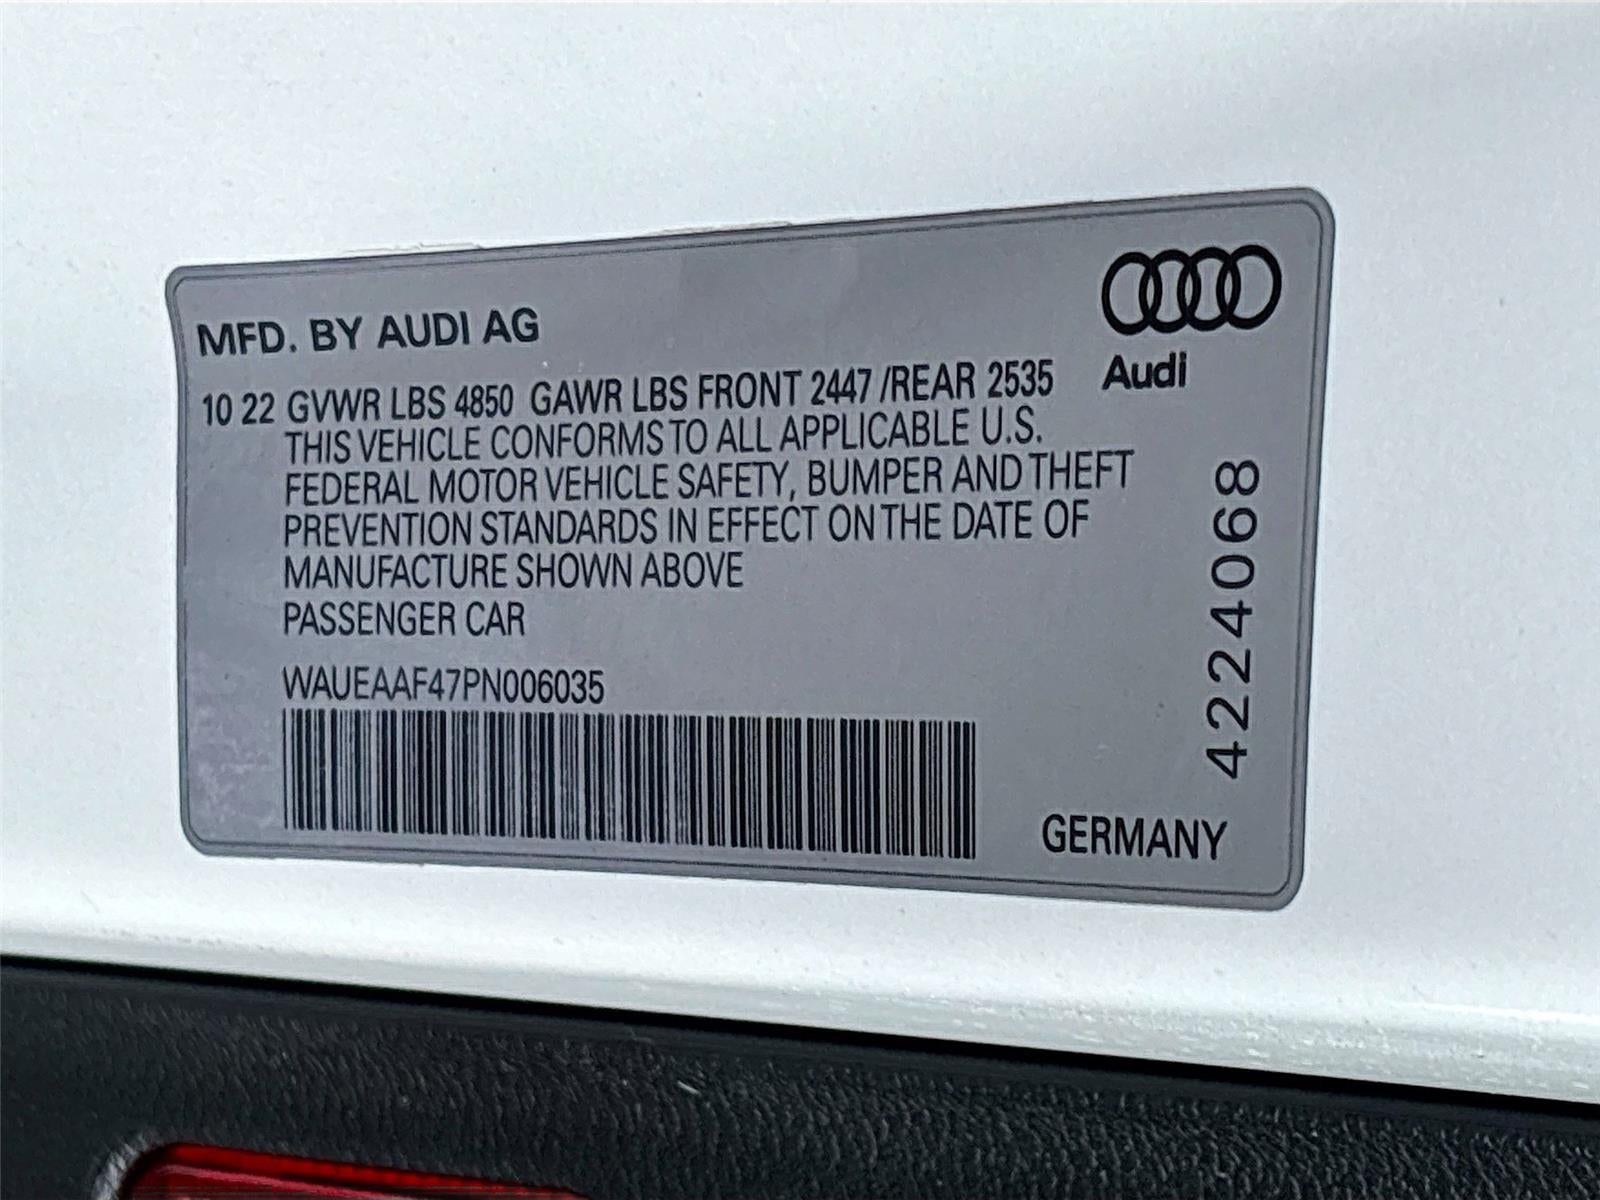 MFD. BY AUDI AG
Audi
10 22 GVWR LBS 4850 GAWR LBS FRONT 2447 /REAR 2535
THIS VEHICLE CONFORMS TO ALL APPLICABLE U.S.
FEDERAL MOTOR VEHICLE SAFETY, BUMPER AND THEFT
PREVENTION STANDARDS IN EFFECT ON THE DATE OF
MANUFACTURE SHOWN ABOVE
PASSENGER CAR
WAUEAAF47PN006035
4224068
GERMANY